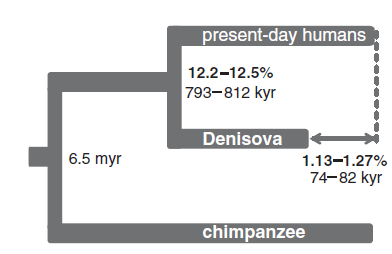 present-day humans
12.2–12.5%
793–812 kyr
Denisova
1.13–1.27%
74–82 kyr
6.5 myr
chimpanzee